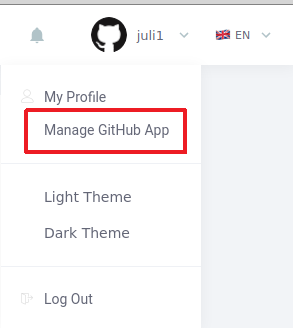 juli1 EN
My Profile
Manage GitHub App
Light Theme
Dark Theme
Log Out